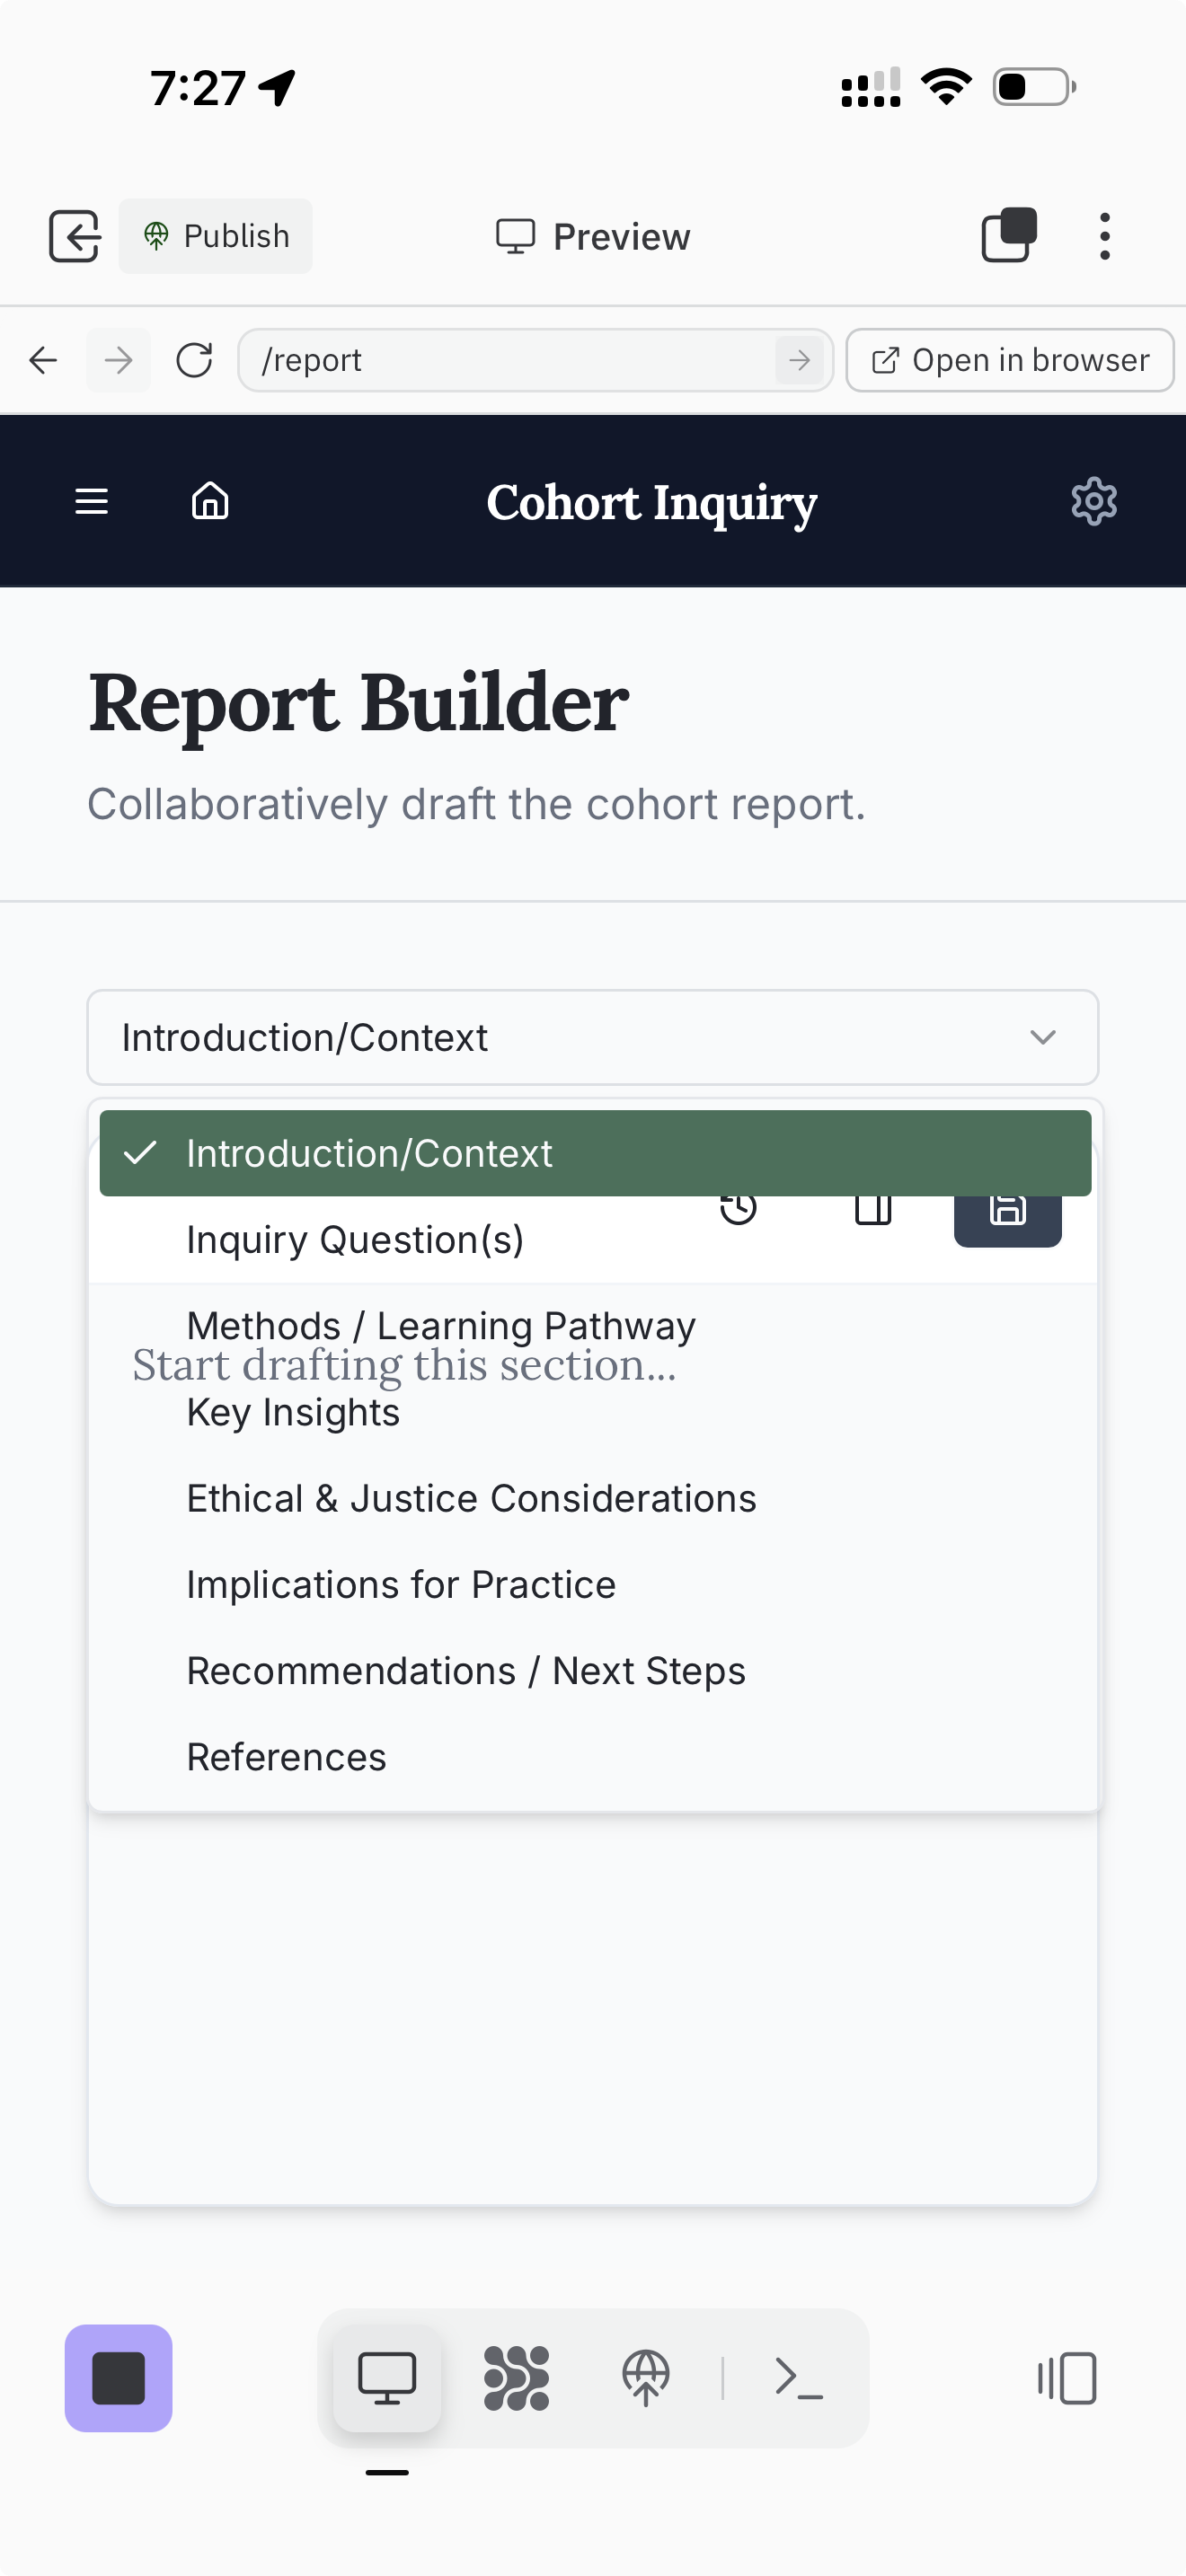 7:27
Publish
Preview
/report
Open in browser
Cohort Inquiry
Report Builder
Collaboratively draft the cohort report.
Introduction/Context
Introduction/Context
Inquiry Question(s)
Methods / Learning Pathway
Start drafting this section...
Key Insights
Ethical & Justice Considerations
Implications for Practice
Recommendations / Next Steps
References